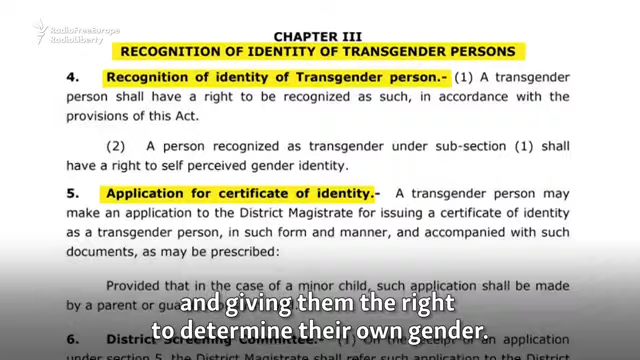 RadioFreeEurope
RadioLiberty
CHAPTER III
RECOGNITION OF IDENTITY OF TRANSGENDER PERSONS
4. Recognition of identity of Transgender person.- (1) A transgender
person shall have a right to be recognized as such, in accordance with the
provisions of this Act.
(2) A person recognized as transgender under sub-section (1) shall
have a right to self perceived gender identity.
5. Application for certificate of identity.- A transgender person may
make an application to the District Magistrate for issuing a certificate of identity
as a transgender person, in such form and manner, and accompanied with such
documents, as may be prescribed:
Provided that in the case of a minor child, such application shall be made
by a parent or
and giving them the right
to determine their own gender.
6. District Screening Committee.- (1) On the receipt of an application
under section 5, the District Magistrate shall refer such application to the District